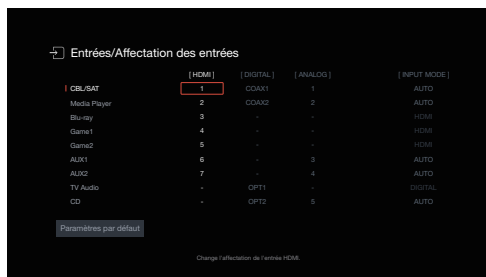 Entrées/Affectation des entrées
[ HDMI ] [ DIGITAL ] [ ANALOG ] [ INPUT MODE ]
CBL/SAT 1 COAX1 1 AUTO
Media Player 2 COAX2 2 AUTO
Blu-ray 3 - - HDMI
Game1 4 - - HDMI
Game2 5 - - HDMI
AUX1 6 - 3 AUTO
AUX2 7 - 4 AUTO
TV Audio - OPT1 - DIGITAL
CD - OPT2 5 AUTO
Paramètres par défaut
Change l'affectation de l'entrée HDMI.